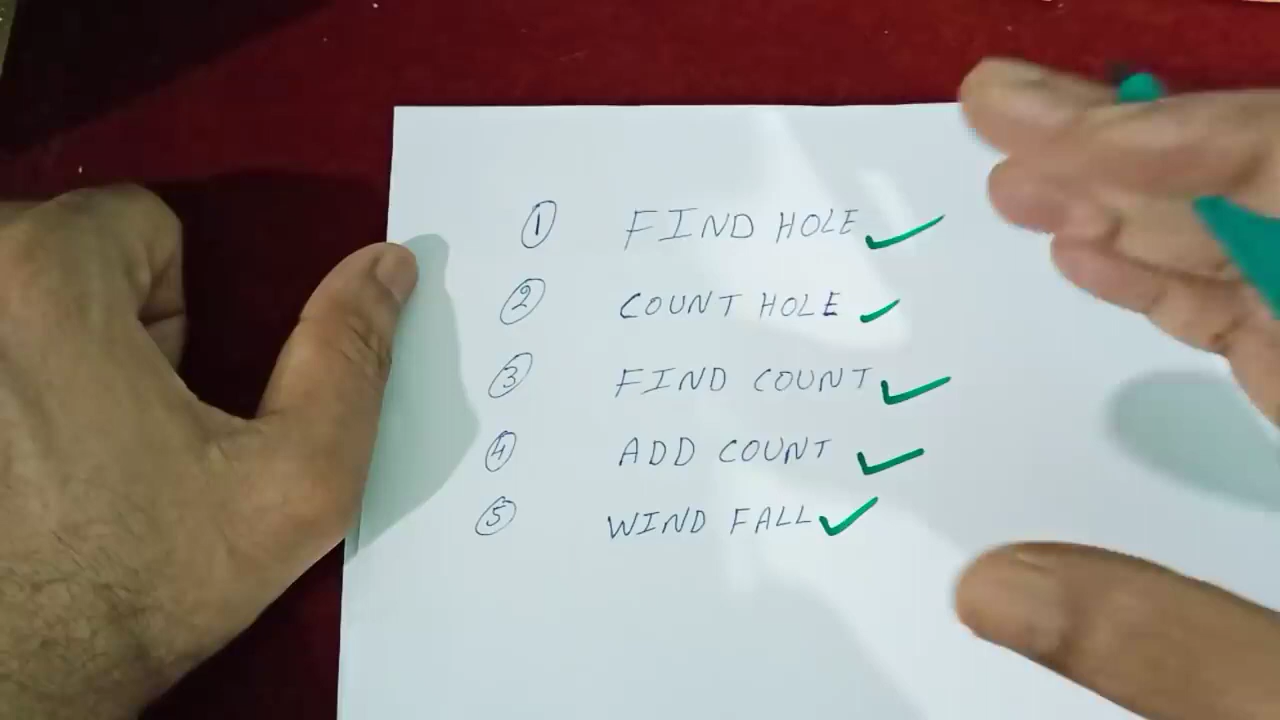 ① FIND HOLE ✓
② COUNT HOLE ✓
③ FIND COUNT ✓
④ ADD COUNT ✓
⑤ WIND FALL ✓